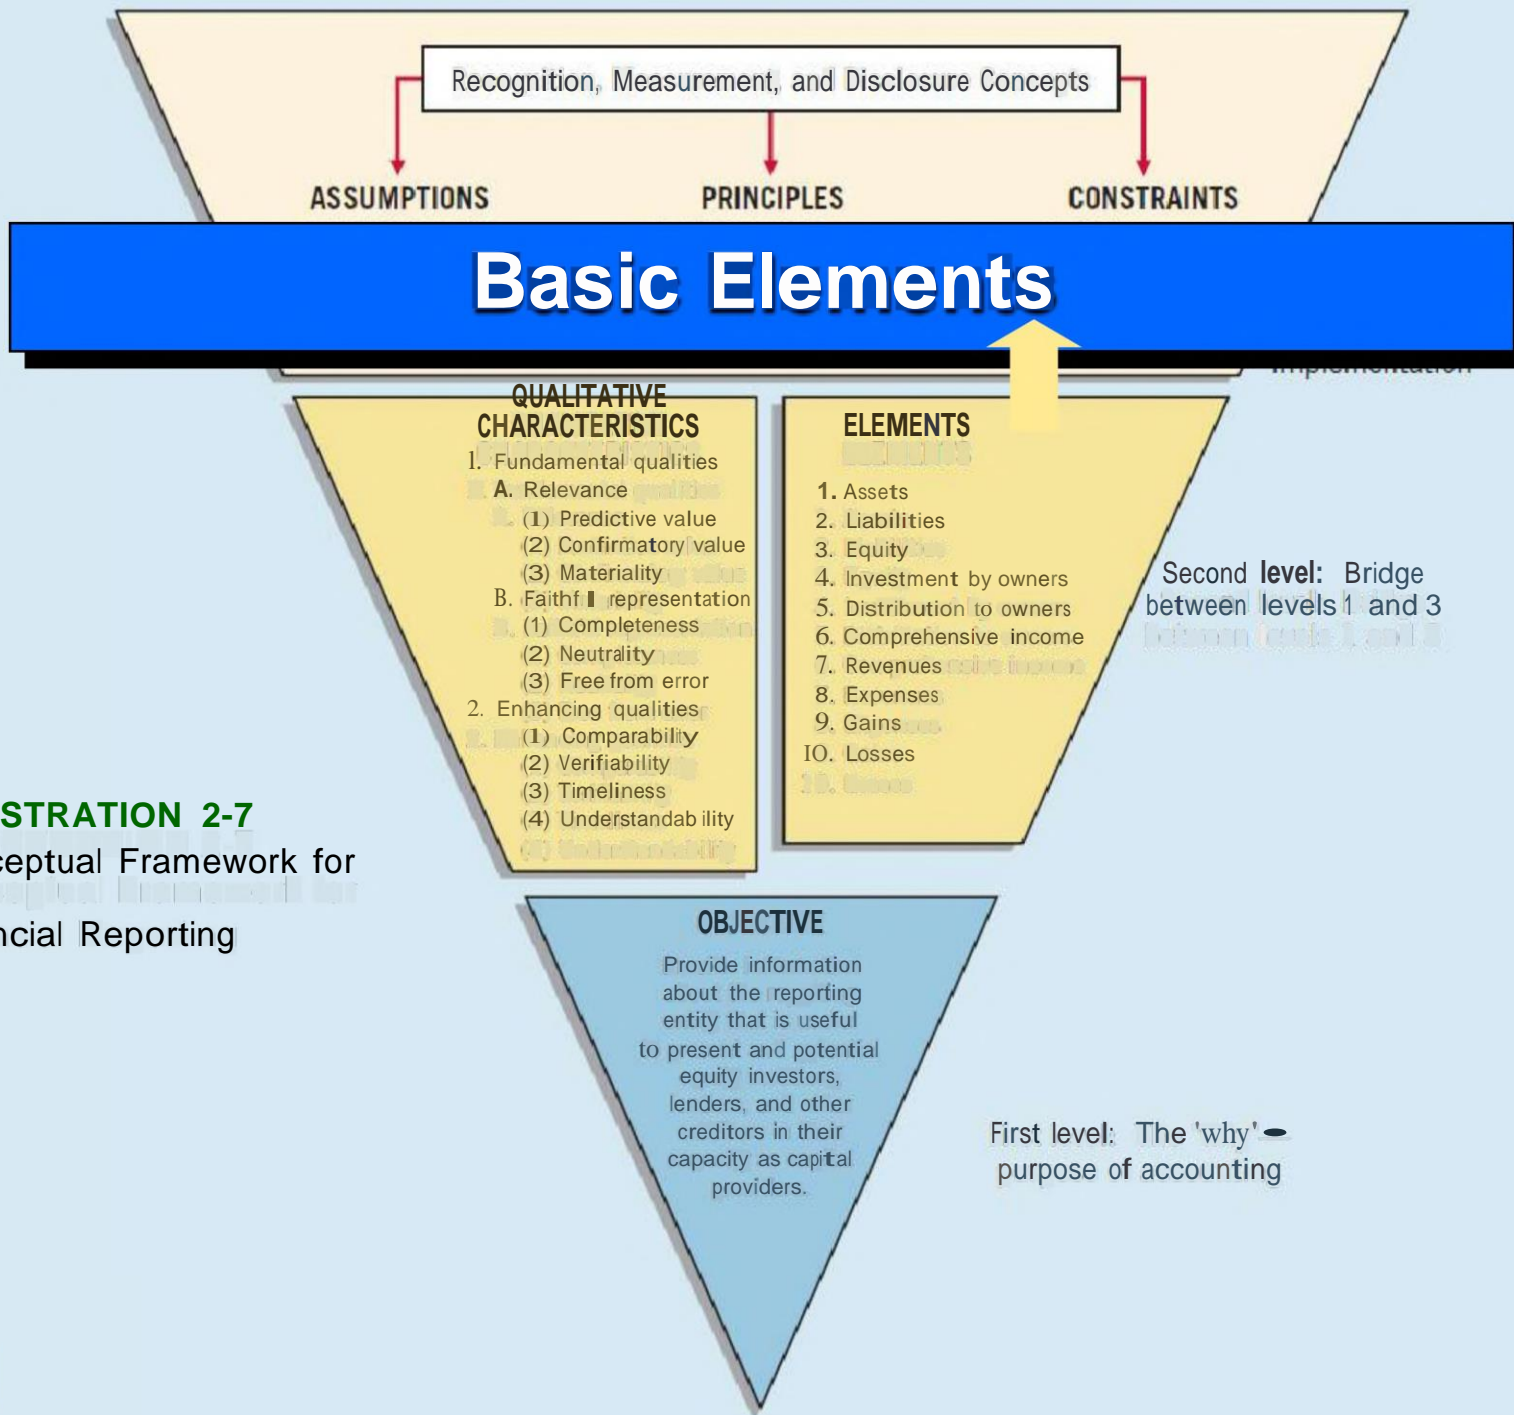 Recognition, Measurement, and Disclosure Concepts
ASSUMPTIONS PRINCIPLES CONSTRAINTS
Basic Elements
QUALITATIVE
CHARACTERISTICS
1. Fundamental qualities
A. Relevance
(1) Predictive value
(2) Confirmatory value
(3) Materiality
B. Faithf l representation
(1) Completeness
(2) Neutrality
(3) Free from error
2. Enhancing qualities
(1) Comparability
(2) Verifiability
(3) Timeliness
(4) Understandab ility
ELEMENTS
1. Assets
2. Liabilities
3. Equity
4. Investment by owners
5. Distribution to owners
6. Comprehensive income
7. Revenues
8. Expenses
9. Gains
IO. Losses
Second level: Bridge
between levels 1 and 3
STRATION 2-7
ceptual Framework for
ncial Reporting
OBJECTIVE
Provide information
about the reporting
entity that is useful
to present and potential
equity investors,
lenders, and other
creditors in their
capacity as capital
providers.
First level: The 'why'-
purpose of accounting